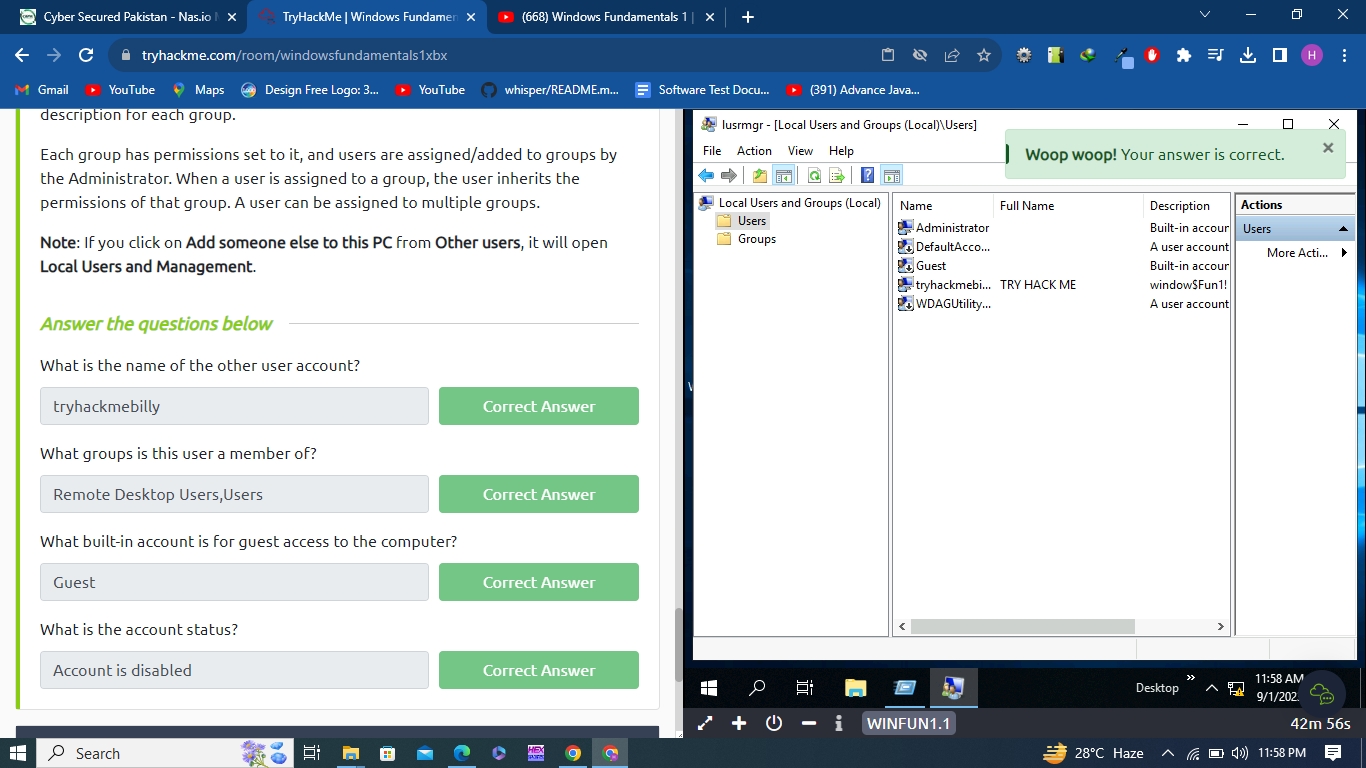 Cyber Secured Pakistan - Nas.io
TryHackMe | Windows Fundamen
(668) Windows Fundamentals 1 |
tryhackme.com/room/windowsfundamentals1xbx
H
Gmail
YouTube
Maps
Design Free Logo: 3...
YouTube
whisper/README.m...
Software Test Docu...
(391) Advance Java...
description for each group.
Each group has permissions set to it, and users are assigned/added to groups by
the Administrator. When a user is assigned to a group, the user inherits the
permissions of that group. A user can be assigned to multiple groups.
Note: If you click on Add someone else to this PC from Other users, it will open
Local Users and Management.
Answer the questions below
What is the name of the other user account?
tryhackmebilly
Correct Answer
What groups is this user a member of?
Remote Desktop Users,Users
Correct Answer
What built-in account is for guest access to the computer?
Guest
Correct Answer
What is the account status?
Account is disabled
Correct Answer
lusrmgr - [Local Users and Groups (Local)\Users]
File Action View Help
Woop woop! Your answer is correct.
Local Users and Groups (Local)
Users
Groups
Name Full Name Description
Administrator Built-in accour
DefaultAcco... A user account
Guest Built-in accour
tryhackmebi... TRY HACK ME window$Fun1!
WDAGUtility... A user account
Actions
Users
More Acti...
Desktop
11:58 AM
9/1/202
WINFUN1.1
42m 56s
Search
28°C Haze
11:58 PM